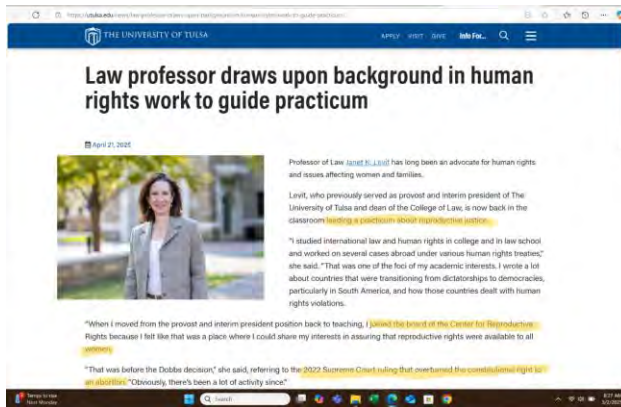 THE UNIVERSITY OF TULSA
APPLY VISIT GIVE Info For...
Law professor draws upon background in human
rights work to guide practicum
April 21, 2025
Professor of Law Janet K. Levit has long been an advocate for human rights
and issues affecting women and families.
Levit, who previously served as provost and interim president of The
University of Tulsa and dean of the College of Law, is now back in the
classroom leading a practicum about reproductive justice.
"I studied international law and human rights in college and in law school
and worked on several cases abroad under various human rights treaties,"
she said. "That was one of the foci of my academic interests. I wrote a lot
about countries that were transitioning from dictatorships to democracies,
particularly in South America, and how those countries dealt with human
rights violations.
"When I moved from the provost and interim president position back to teaching, I joined the board of the Center for Reproductive
Rights because I felt like that was a place where I could share my interests in asserting that reproductive rights were available to all
women.
"That was before the Dobbs decision," she said, referring to the 2022 Supreme Court ruling that overturned the constitutional right to
an abortion. "Obviously, there's been a lot of activity since."
Next Monday
Search